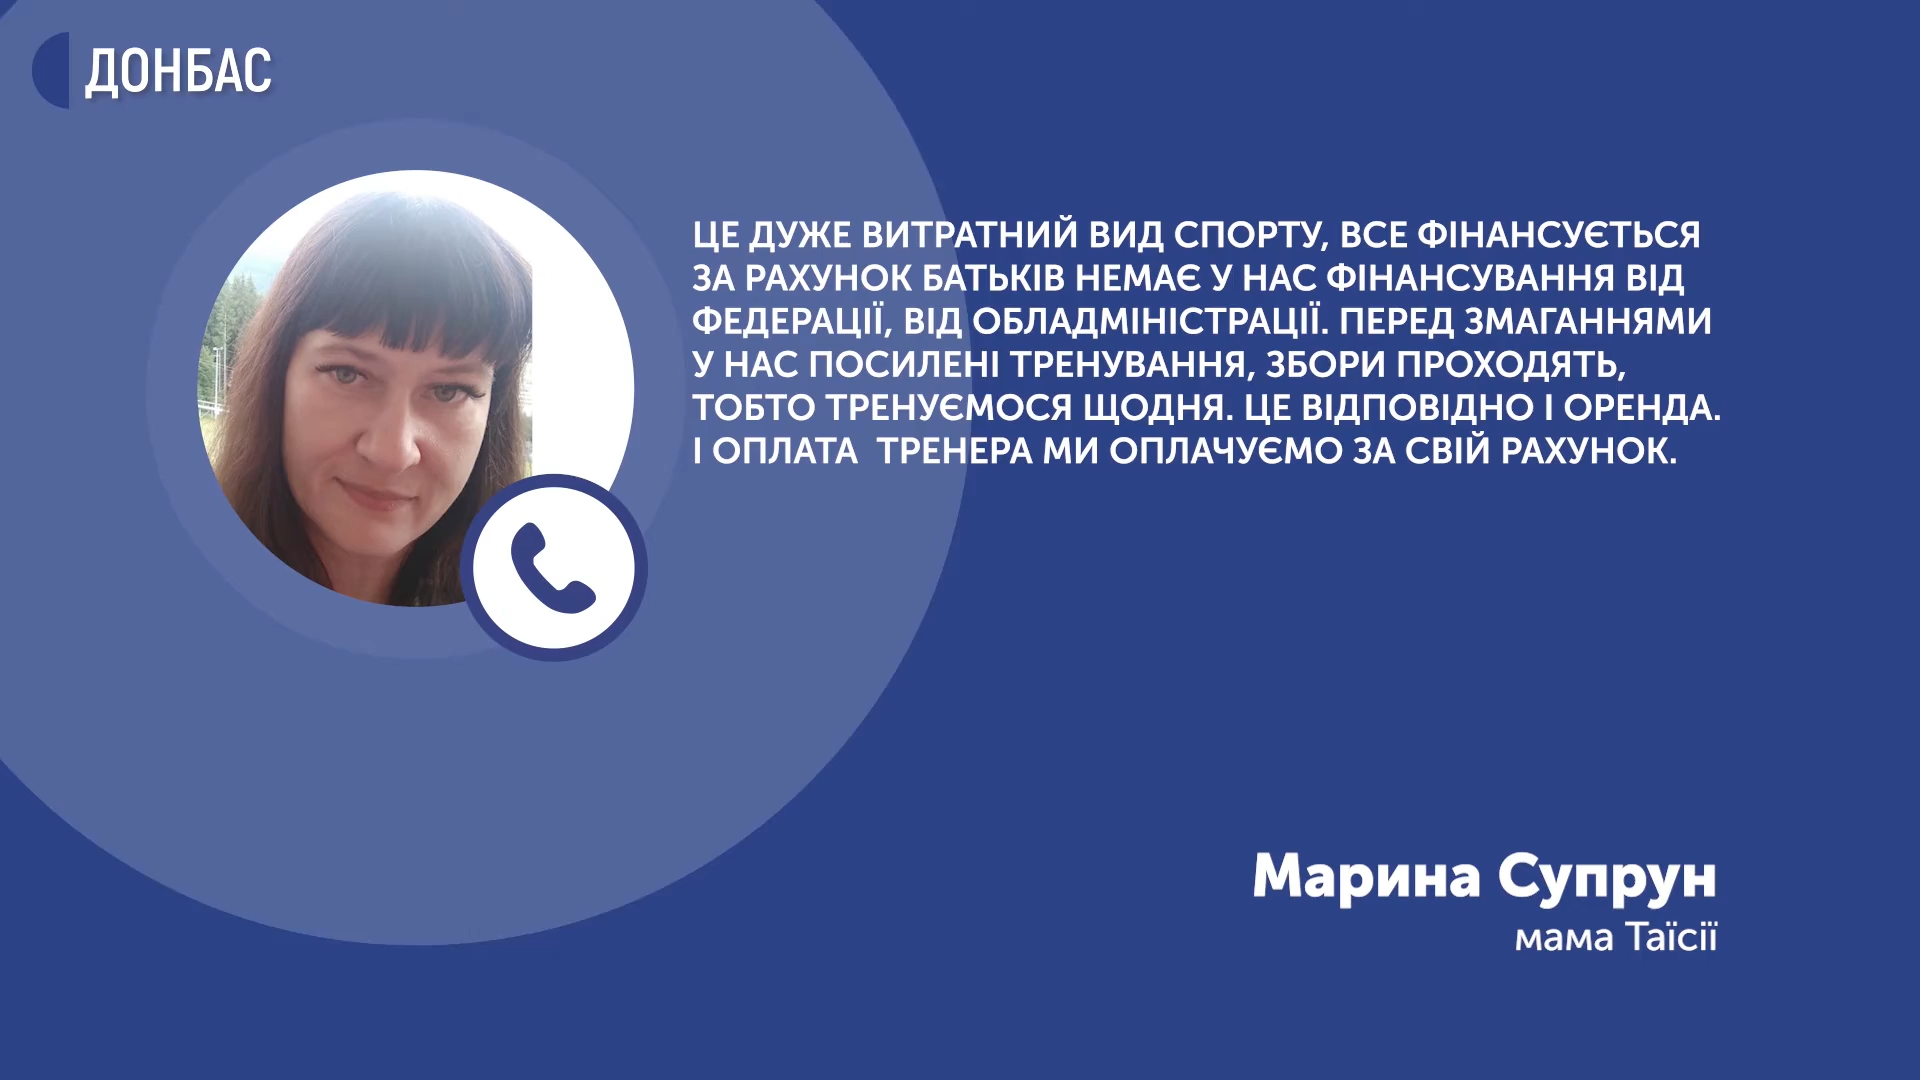 ДОНБАС
ЦЕ ДУЖЕ ВИТРАТНИЙ ВИД СПОРТУ, ВСЕ ФІНАНСУЄТЬСЯ
ЗА РАХУНОК БАТЬКІВ НЕМАЄ У НАС ФІНАНСУВАННЯ ВІД
ФЕДЕРАЦІЇ, ВІД ОБЛАДМІНІСТРАЦІЇ. ПЕРЕД ЗМАГАННЯМИ
У НАС ПОСИЛЕНІ ТРЕНУВАННЯ, ЗБОРИ ПРОХОДЯТЬ,
ТОБТО ТРЕНУЄМОСЯ ЩОДНЯ. ЦЕ ВІДПОВІДНО І ОРЕНДА.
І ОПЛАТА  ТРЕНЕРА МИ ОПЛАЧУЄМО ЗА СВІЙ РАХУНОК.
Марина Супрун
мама Таїсії